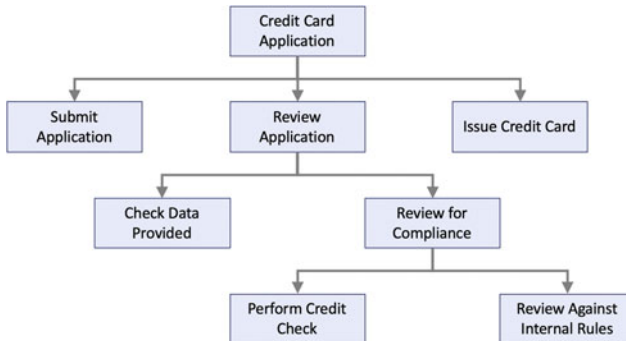 Credit Card
Application
Submit
Application
Review
Application
Issue Credit Card
Check Data
Provided
Review for
Compliance
Perform Credit
Check
Review Against
Internal Rules